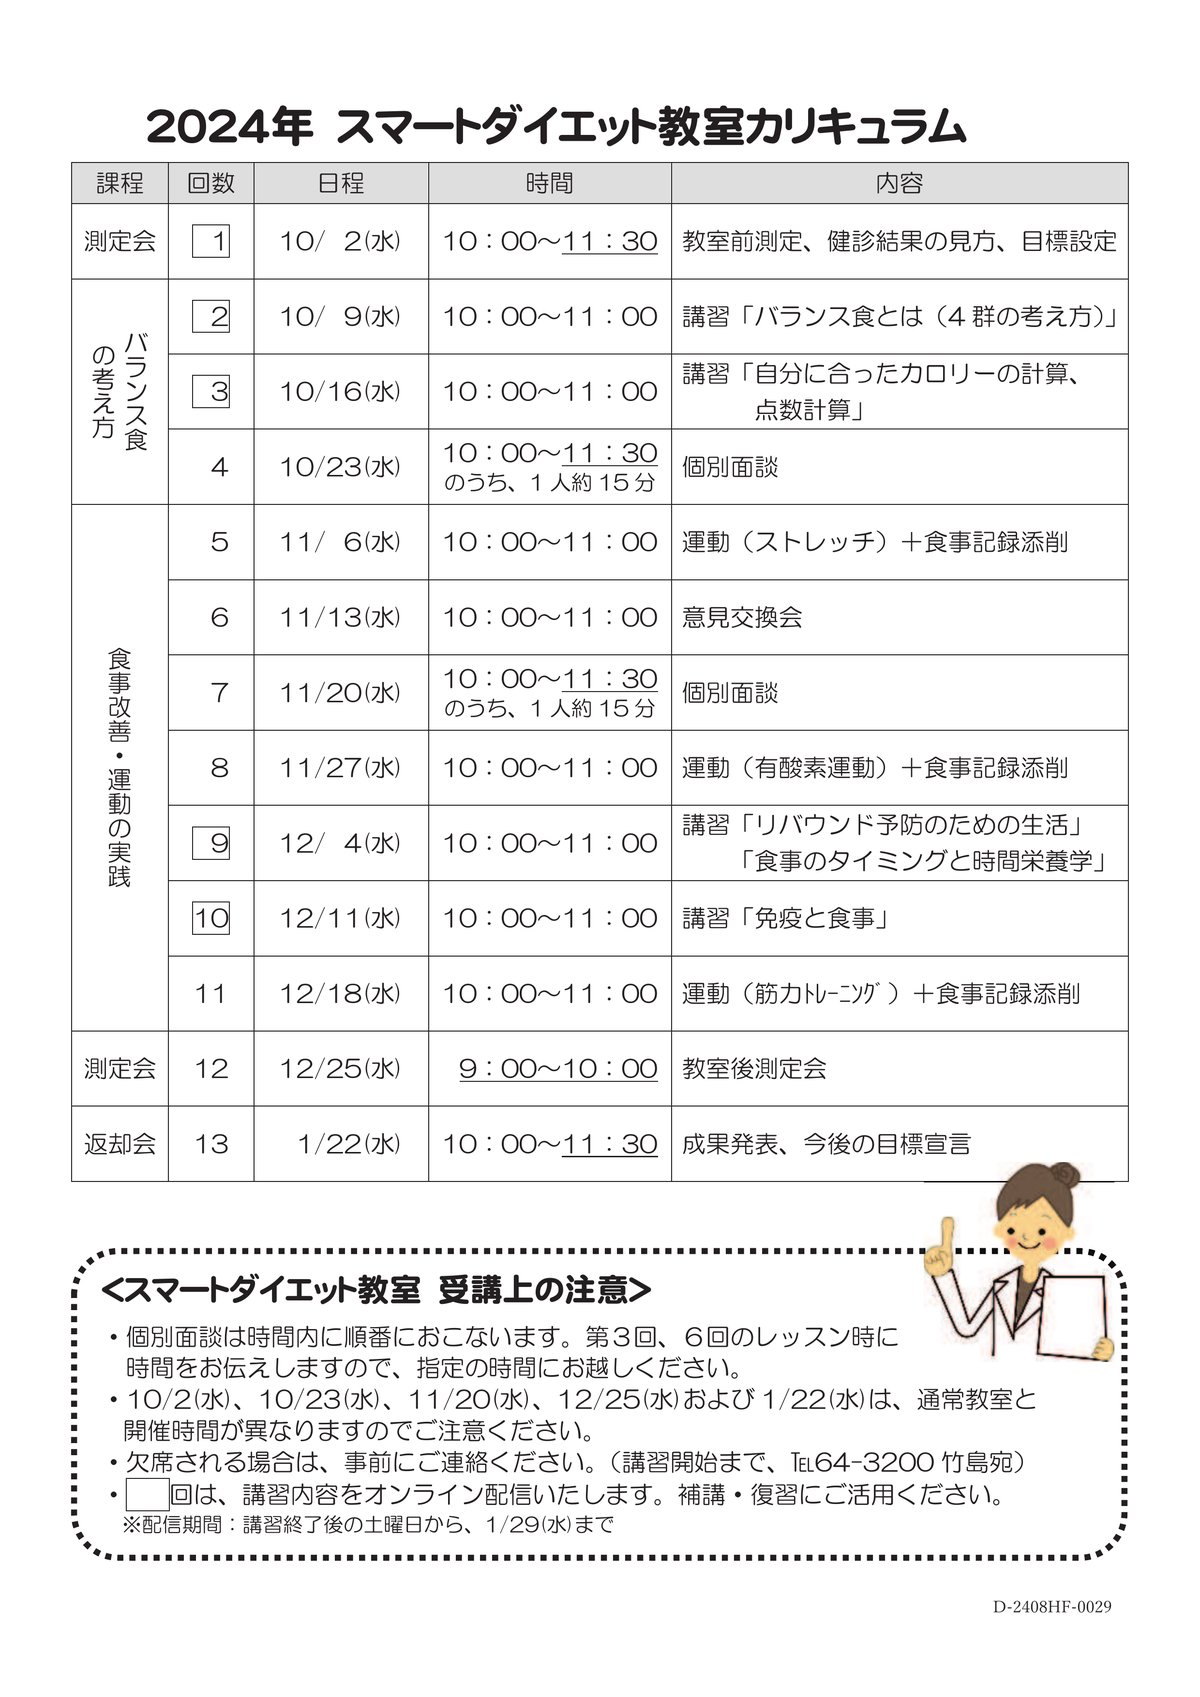 2024年 スマートダイエット教室カリキュラム
課程 回数 日程 時間 内容
測定会 1 10/ 2(水) 10：00～11：30 教室前測定、健診結果の見方、目標設定
バランス食
の考え方
2 10/ 9(水) 10：00～11：00 講習「バランス食とは（4 群の考え方）」
3 10/16(水) 10：00～11：00 講習「自分に合ったカロリーの計算、
点数計算」
4 10/23(水) 10：00～11：30 個別面談
のうち、1 人約 15 分
食事改善・運動の実践
5 11/ 6(水) 10：00～11：00 運動（ストレッチ）＋食事記録添削
6 11/13(水) 10：00～11：00 意見交換会
7 11/20(水) 10：00～11：30 個別面談
のうち、1 人約 15 分
8 11/27(水) 10：00～11：00 運動（有酸素運動）＋食事記録添削
9 12/ 4(水) 10：00～11：00 講習「リバウンド予防のための生活」
「食事のタイミングと時間栄養学」
10 12/11(水) 10：00～11：00 講習「免疫と食事」
11 12/18(水) 10：00～11：00 運動（筋力ﾄﾚｰﾆﾝｸﾞ）＋食事記録添削
測定会 12 12/25(水) 9：00～10：00 教室後測定会
返却会 13 1/22(水) 10：00～11：30 成果発表、今後の目標宣言
<スマートダイエット教室 受講上の注意>
・個別面談は時間内に順番におこないます。第３回、６回のレッスン時に
時間をお伝えしますので、指定の時間にお越しください。
・10/2(水)、10/23(水)、11/20(水)、12/25(水)および 1/22(水)は、通常教室と
開催時間が異なりますのでご注意ください。
・欠席される場合は、事前にご連絡ください。（講習開始まで、℡64-3200 竹島宛）
・回は、講習内容をオンライン配信いたします。補講・復習にご活用ください。
※配信期間：講習終了後の土曜日から、1/29(水)まで
D-2408HF-0029